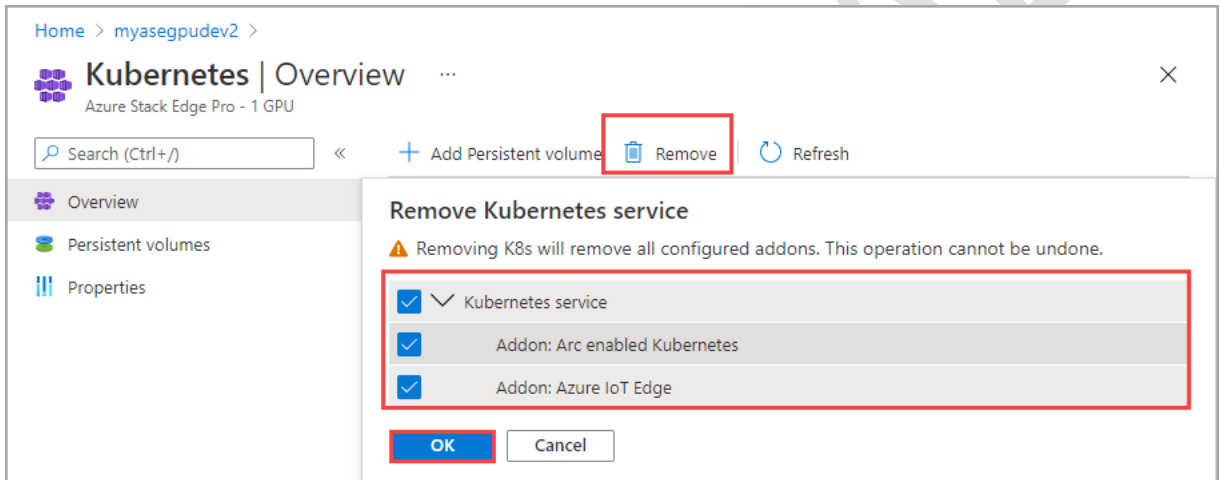 Home > myasegpudev2 >
Kubernetes | Overview ...
Azure Stack Edge Pro - 1 GPU
Search (Ctrl+/) «
+ Add Persistent volume Remove Refresh
Overview
Persistent volumes
Properties
Remove Kubernetes service
Removing K8s will remove all configured addons. This operation cannot be undone.
Kubernetes service
Addon: Arc enabled Kubernetes
Addon: Azure IoT Edge
OK Cancel